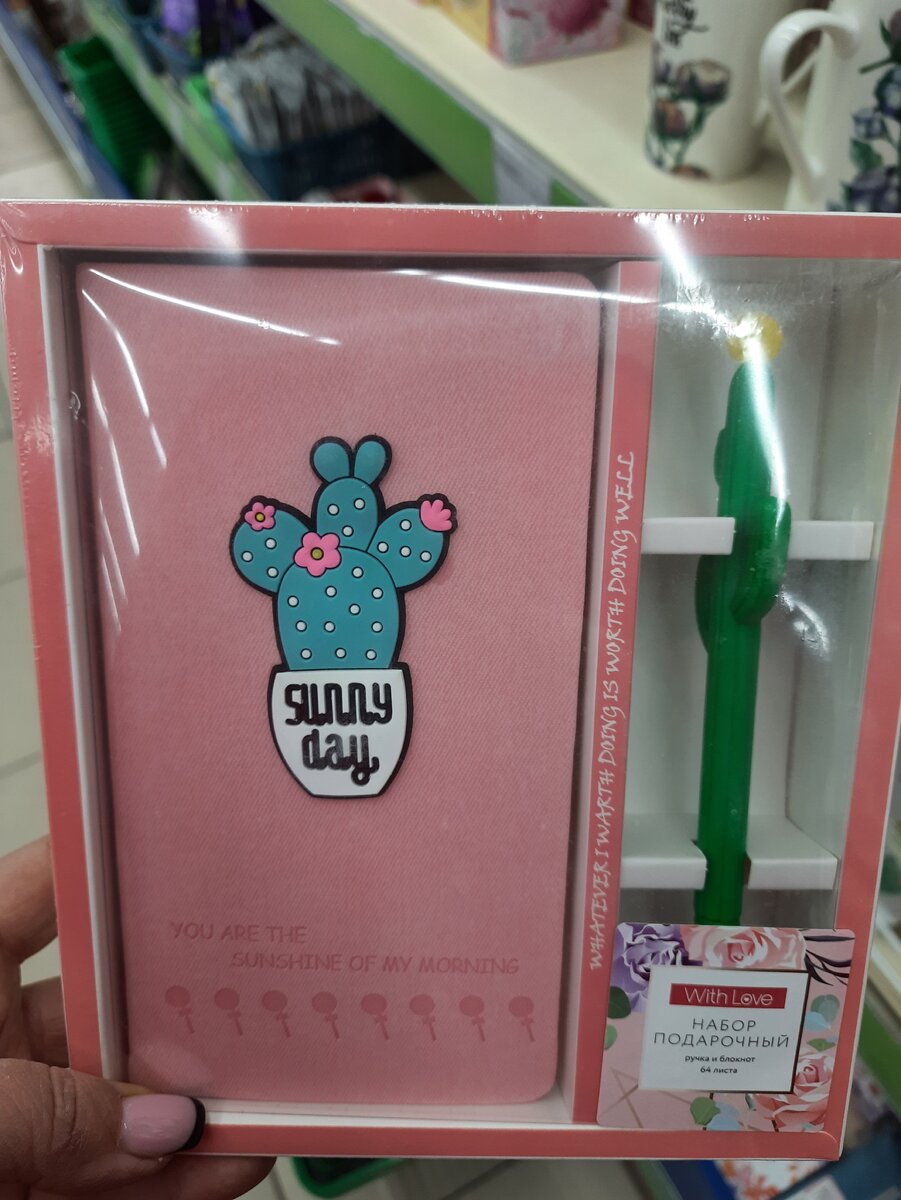 sunny
day
YOU ARE THE
SUNSHINE OF MY MORNING
WHATEVER I WARTH DOING IS WORTH DOING WELL
With Love
НАБОР
ПОДАРОЧНЫЙ
ручка и блокнот
64 листа